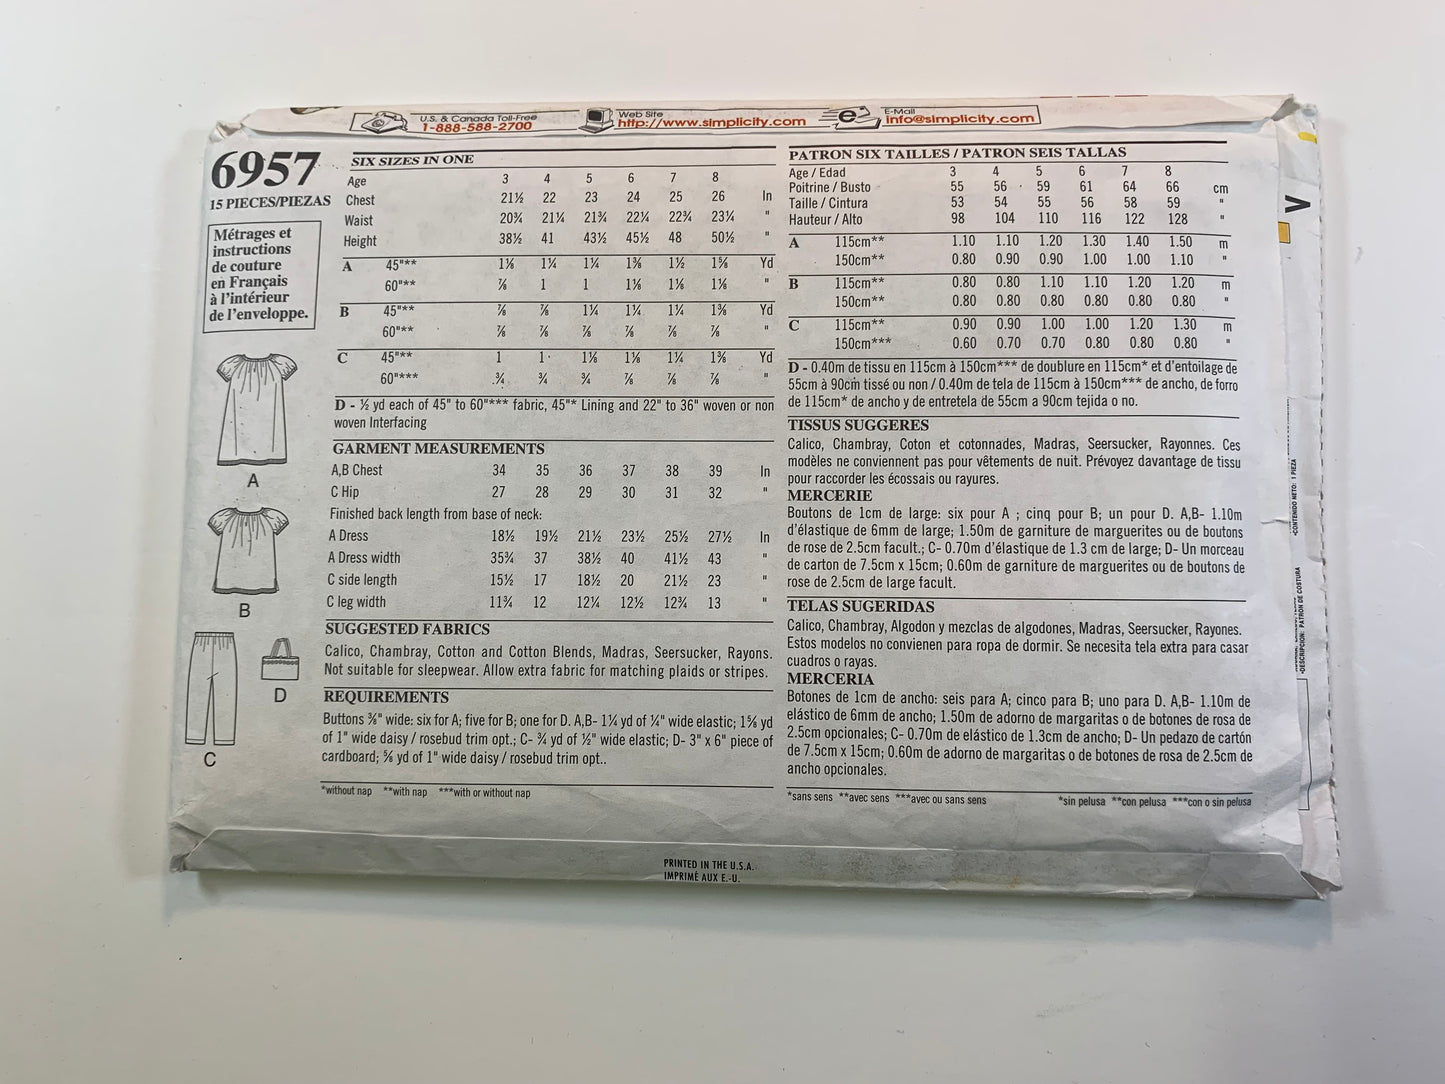 U.S. & Canada Toll-Free
1-888-588-2700
Web Site
http://www.simplicity.com
E-Mail
info@simplicity.com
6957
15 PIECES/PIEZAS
Métrages et
instructions
de couture
en Français
à l'intérieur
de l'enveloppe.
A
B
C
D
SIX SIZES IN ONE
Age 3 4 5 6 7 8
Chest 21½ 22 23 24 25 26 In
Waist 20¾ 21¼ 21¾ 22¼ 22¾ 23¼ "
Height 38½ 41 43½ 45½ 48 50½ "
A 45"** 1⅛ 1¼ 1¼ 1⅜ 1½ 1⅝ Yd
60"** ⅞ 1 1 1⅛ 1⅛ 1⅛ "
B 45"** ⅞ ⅞ 1¼ 1¼ 1¼ 1⅜ Yd
60"** ⅞ ⅞ ⅞ ⅞ ⅞ ⅞ "
C 45"** 1 1 1⅛ 1⅛ 1¼ 1⅜ Yd
60"*** ¾ ¾ ¾ ⅞ ⅞ ⅞ "
D - ½ yd each of 45" to 60"*** fabric, 45"* Lining and 22" to 36" woven or non
woven Interfacing
GARMENT MEASUREMENTS
A,B Chest 34 35 36 37 38 39 In
C Hip 27 28 29 30 31 32 "
Finished back length from base of neck:
A Dress 18½ 19½ 21½ 23½ 25½ 27½ In
A Dress width 35¾ 37 38½ 40 41½ 43 "
C side length 15½ 17 18½ 20 21½ 23 "
C leg width 11¾ 12 12¼ 12½ 12¾ 13 "
SUGGESTED FABRICS
Calico, Chambray, Cotton and Cotton Blends, Madras, Seersucker, Rayons.
Not suitable for sleepwear. Allow extra fabric for matching plaids or stripes.
REQUIREMENTS
Buttons ⅜" wide: six for A; five for B; one for D. A,B- 1¼ yd of ¼" wide elastic; 1⅝ yd
of 1" wide daisy / rosebud trim opt.; C- ¾ yd of ½" wide elastic; D- 3" x 6" piece of
cardboard; ⅝ yd of 1" wide daisy / rosebud trim opt..
*without nap **with nap ***with or without nap
PATRON SIX TAILLES / PATRON SEIS TALLAS
Age / Edad 3 4 5 6 7 8
Poitrine / Busto 55 56 59 61 64 66 cm
Taille / Cintura 53 54 55 56 58 59 "
Hauteur / Alto 98 104 110 116 122 128 "
A 115cm** 1.10 1.10 1.20 1.30 1.40 1.50 m
150cm** 0.80 0.90 0.90 1.00 1.00 1.10 "
B 115cm** 0.80 0.80 1.10 1.10 1.20 1.20 m
150cm** 0.80 0.80 0.80 0.80 0.80 0.80 "
C 115cm** 0.90 0.90 1.00 1.00 1.20 1.30 m
150cm*** 0.60 0.70 0.70 0.80 0.80 0.80 "
D - 0.40m de tissu en 115cm à 150cm*** de doublure en 115cm* et d'entoilage de
55cm à 90cm tissé ou non / 0.40m de tela de 115cm à 150cm*** de ancho, de forro
de 115cm* de ancho y de entretela de 55cm a 90cm tejida o no.
TISSUS SUGGERES
Calico, Chambray, Coton et cotonnades, Madras, Seersucker, Rayonnes. Ces
modèles ne conviennent pas pour vêtements de nuit. Prévoyez davantage de tissu
pour raccorder les écossais ou rayures.
MERCERIE
Boutons de 1cm de large: six pour A ; cinq pour B; un pour D. A,B- 1.10m
d'élastique de 6mm de large; 1.50m de garniture de marguerites ou de boutons
de rose de 2.5cm facult.; C- 0.70m d'élastique de 1.3 cm de large; D- Un morceau
de carton de 7.5cm x 15cm; 0.60m de garniture de marguerites ou de boutons de
rose de 2.5cm de large facult.
TELAS SUGERIDAS
Calico, Chambray, Algodon y mezclas de algodones, Madras, Seersucker, Rayones.
Estos modelos no convienen para ropa de dormir. Se necesita tela extra para casar
cuadros o rayas.
MERCERIA
Botones de 1cm de ancho: seis para A; cinco para B; uno para D. A,B- 1.10m de
elástico de 6mm de ancho; 1.50m de adorno de margaritas o de botones de rosa de
2.5cm opcionales; C- 0.70m de elástico de 1.3cm de ancho; D- Un pedazo de cartón
de 7.5cm x 15cm; 0.60m de adorno de margaritas o de botones de rosa de 2.5cm de
ancho opcionales.
*sans sens **avec sens ***avec ou sans sens *sin pelusa **con pelusa ***con o sin pelusa
V
•CONTENIDO NETO: 1 PIEZA
•DESCRIPCION: PATRON DE COSTURA
PRINTED IN THE U.S.A.
IMPRIMÉ AUX E.-U.